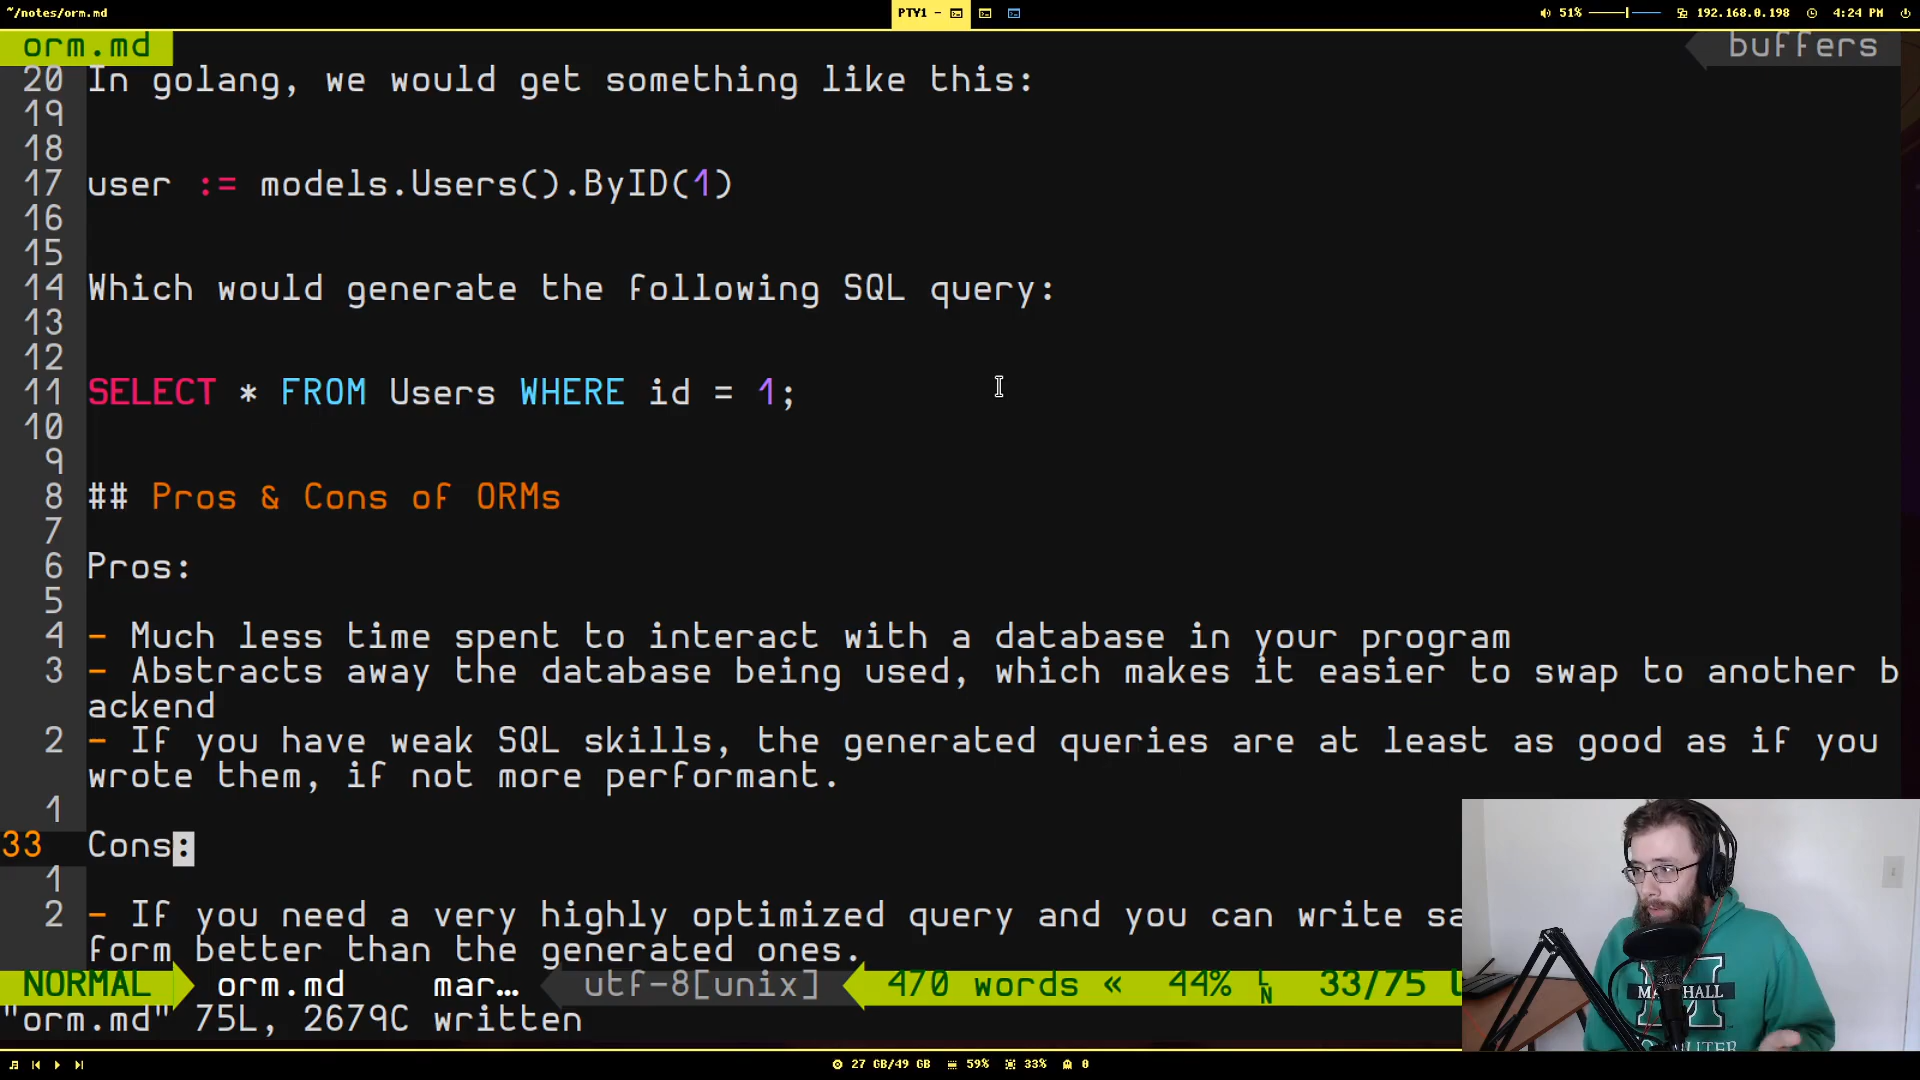 ~/notes/orm.md PTY1 - 51% 192.168.0.198 4:24 PM
orm.md buffers
20 In golang, we would get something like this:
19
18
17 user := models.Users().ByID(1)
16
15
14 Which would generate the following SQL query:
13
12
11 SELECT * FROM Users WHERE id = 1;
10
9
8 ## Pros & Cons of ORMs
7
6 Pros:
5
4 - Much less time spent to interact with a database in your program
3 - Abstracts away the database being used, which makes it easier to swap to another b
ackend
2 - If you have weak SQL skills, the generated queries are at least as good as if you
wrote them, if not more performant.
1
33 Cons:
1
2 - If you need a very highly optimized query and you can write sa
form better than the generated ones.
NORMAL orm.md mar… utf-8[unix] 470 words « 44% LN 33/75
"orm.md" 75L, 2679C written
M
HALL
27 GB/49 GB 59% 33% 0